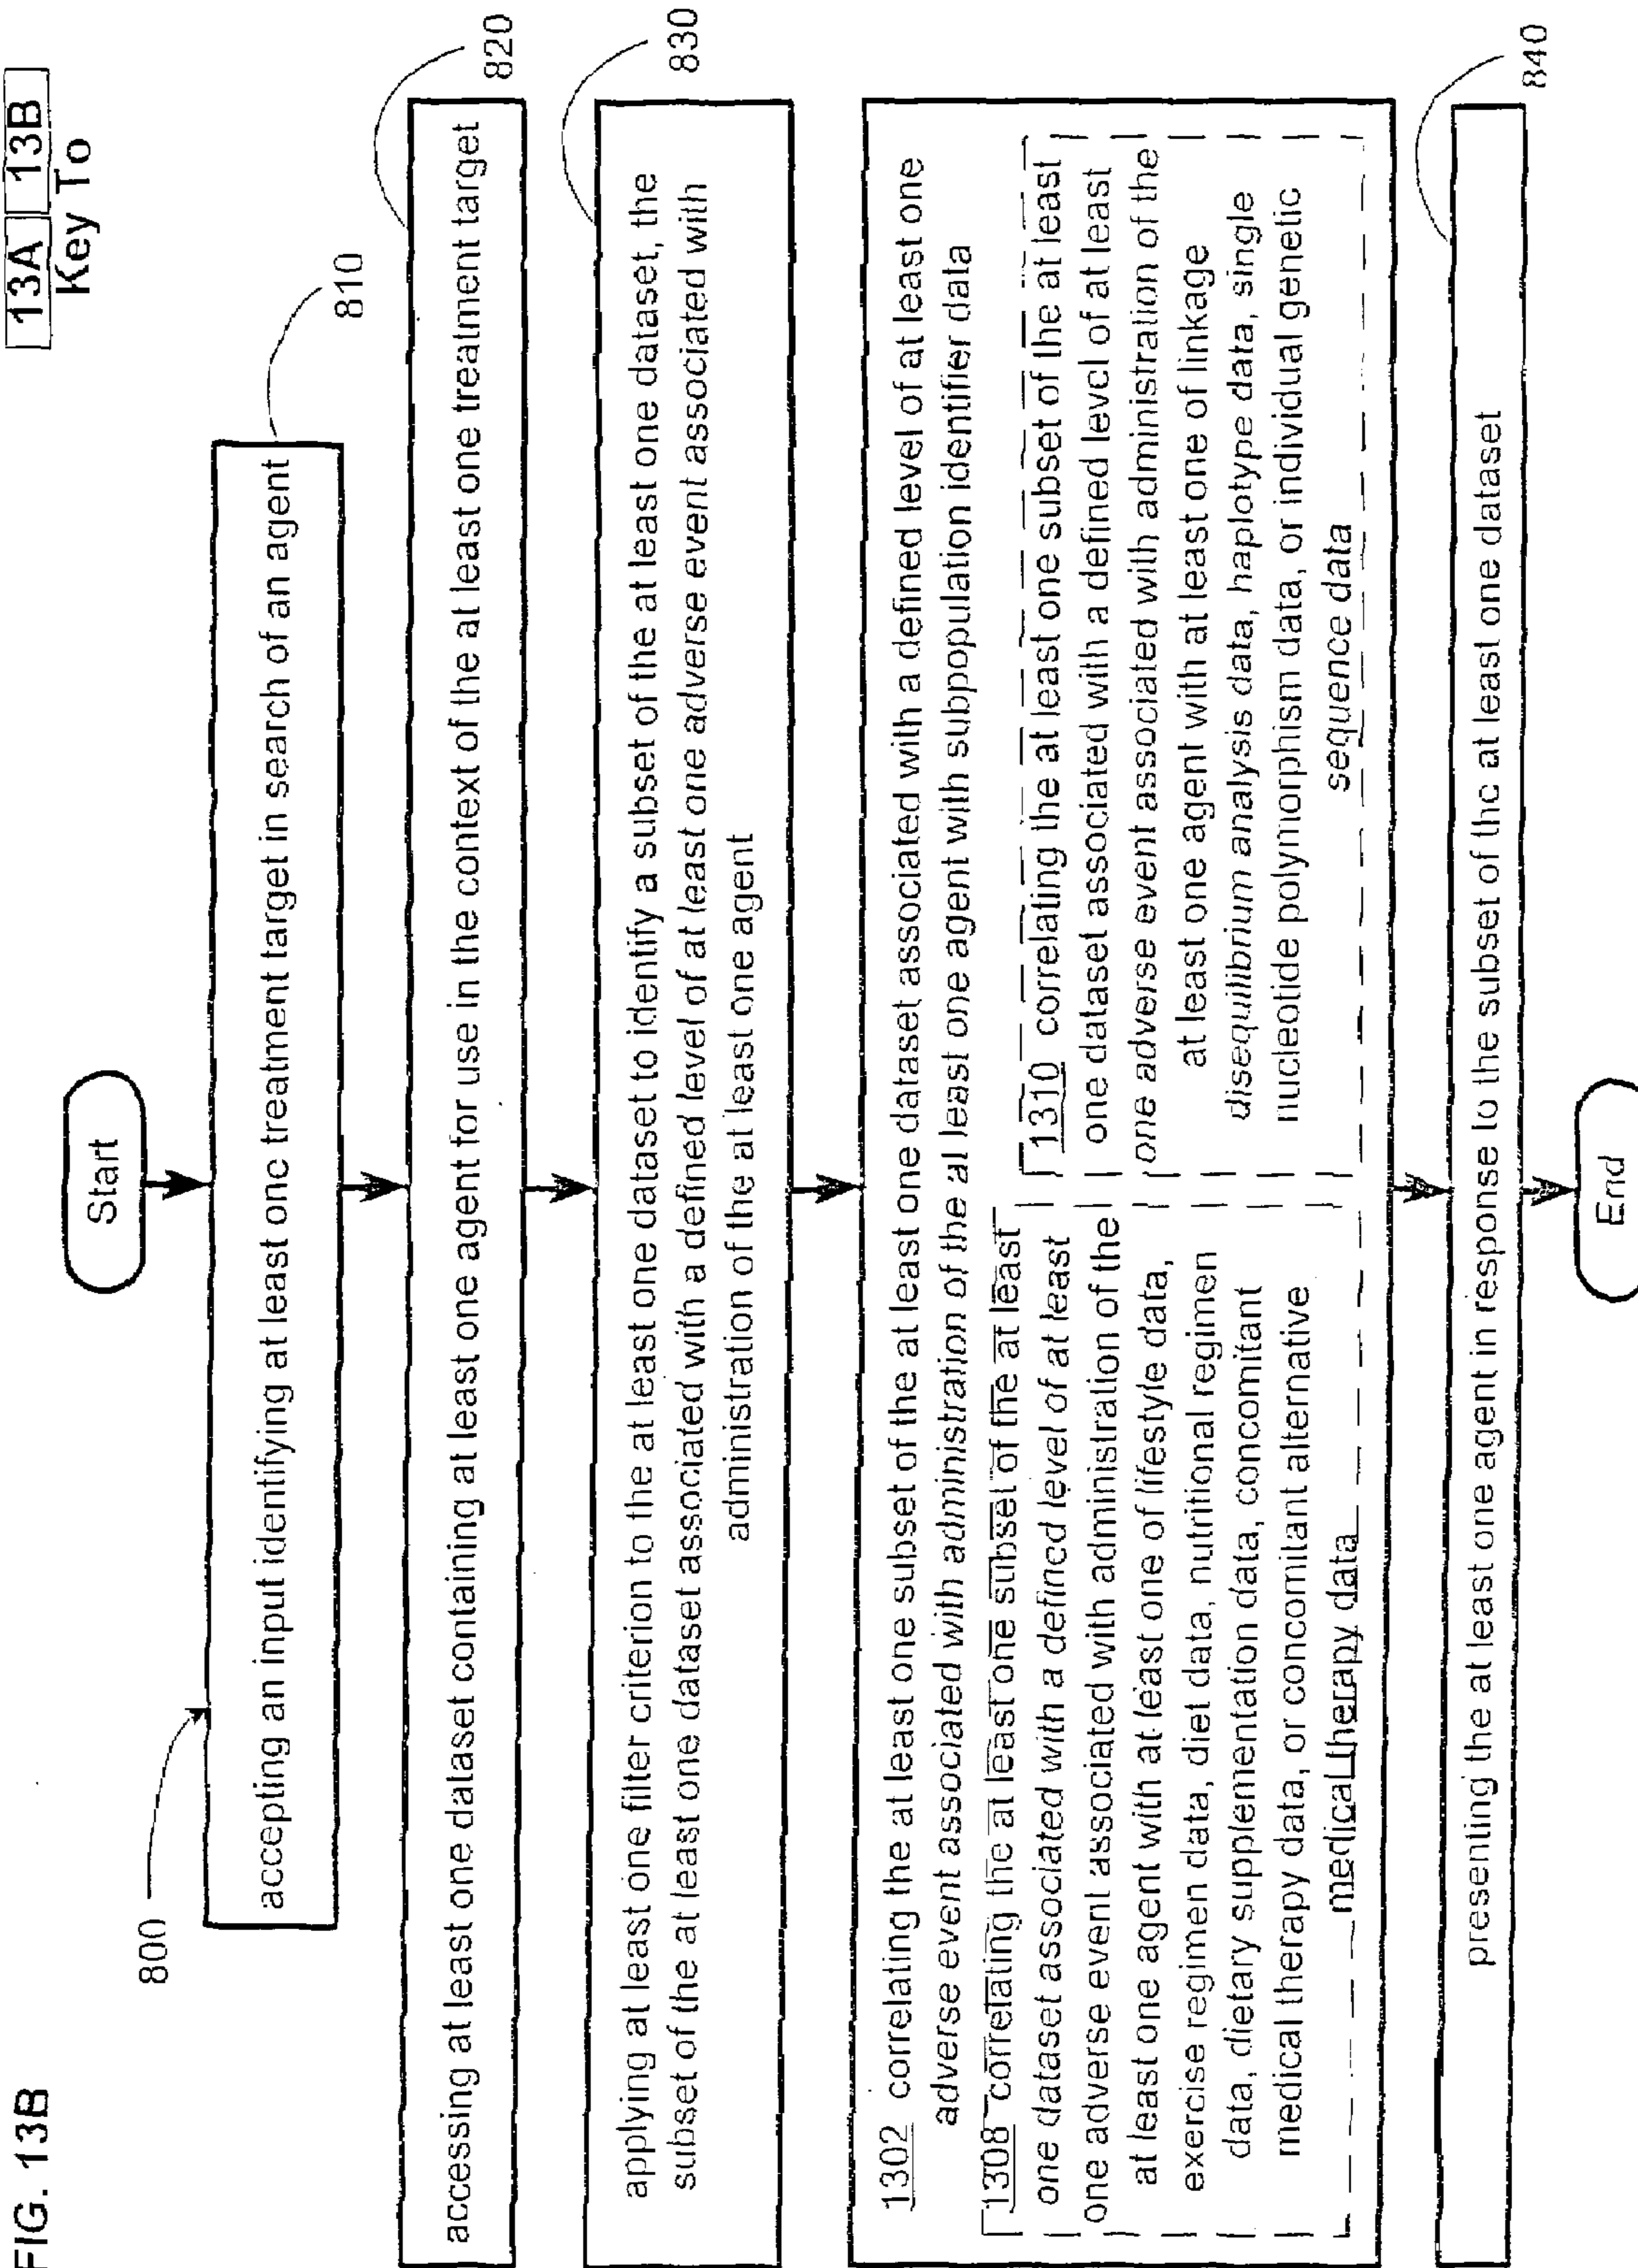 FIG. 13B
13A 13B
Key To
Start
800
accepting an input identifying at least one treatment target in search of an agent
810
accessing at least one dataset containing at least one agent for use in the context of the at least one treatment target
820
applying at least one filter criterion to the at least one dataset to identify a subset of the at least one dataset, the
subset of the at least one dataset associated with a defined level of at least one adverse event associated with
administration of the at least one agent
830
1302 correlating the at least one subset of the at least one dataset associated with a defined level of at least one
adverse event associated with administration of the at least one agent with subpopulation identifier data
1308 correlating the at least one subset of the at least
one dataset associated with a defined level of at least
one adverse event associated with administration of the
at least one agent with at least one of lifestyle data,
exercise regimen data, diet data, nutritional regimen
data, dietary supplementation data, concomitant
medical therapy data, or concomitant alternative
medical therapy data
1310 correlating the at least one subset of the at least
one dataset associated with a defined level of at least
one adverse event associated with administration of the
at least one agent with at least one of linkage
disequilibrium analysis data, haplotype data, single
nucleotide polymorphism data, or individual genetic
sequence data
presenting the at least one agent in response to the subset of the at least one dataset
840
End